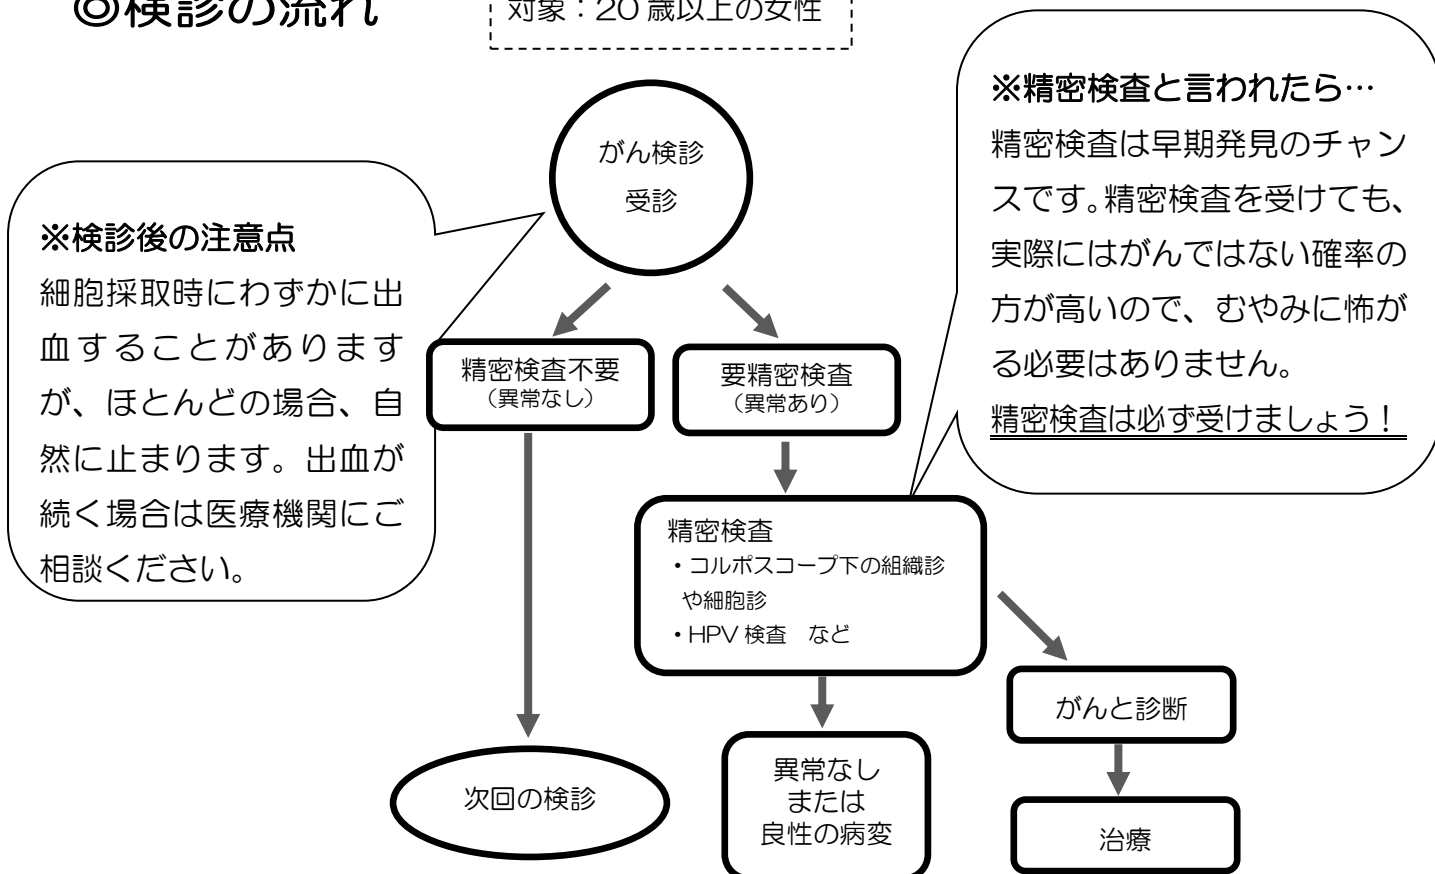 ◎検診の流れ
対象：20 歳以上の女性
がん検診
受診
※検診後の注意点
細胞採取時にわずかに出
血することがあります
が、ほとんどの場合、自
然に止まります。出血が
続く場合は医療機関にご
相談ください。
※精密検査と言われたら…
精密検査は早期発見のチャン
スです。精密検査を受けても、
実際にはがんではない確率の
方が高いので、むやみに怖が
る必要はありません。
精密検査は必ず受けましょう！
精密検査不要
（異常なし）
要精密検査
（異常あり）
精密検査
・コルポスコープ下の組織診
や細胞診
・HPV 検査　など
がんと診断
次回の検診
異常なし
または
良性の病変
治療